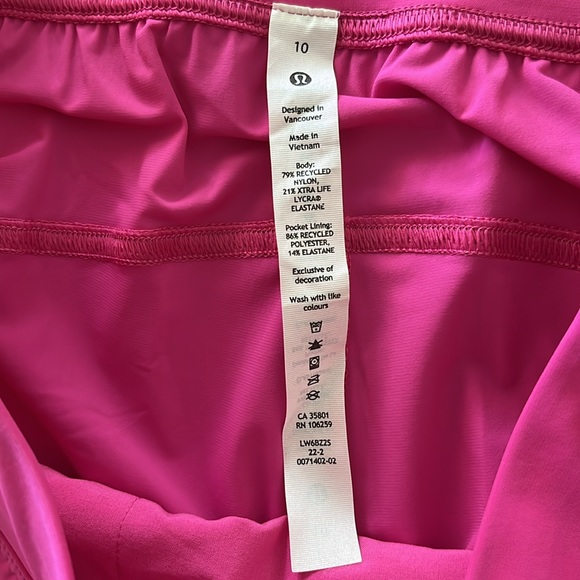 10
Designed in
Vancouver
Made in
Vietnam
Body:
79% RECYCLED
NYLON,
21% XTRA LIFE
LYCRA®
ELASTANE
Pocket Lining:
86% RECYCLED
POLYESTER,
14% ELASTANE
Exclusive of
decoration
Wash with like
colours
CA 35801
RN 106259
LW6BZ2S
22-2
0071402-02